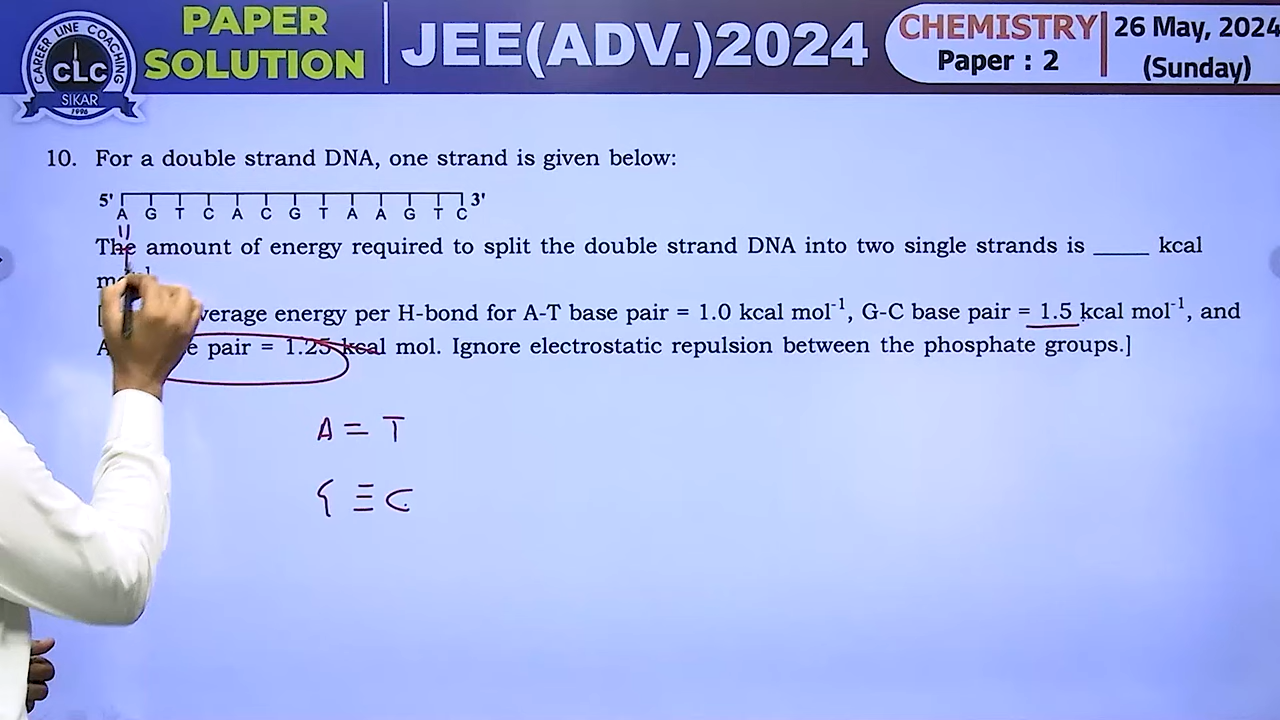 CAREER LINE COACHING
CLC
SIKAR
1996
PAPER
SOLUTION
JEE(ADV.)2024
CHEMISTRY
Paper : 2
26 May, 2024
(Sunday)
10. For a double strand DNA, one strand is given below:
5' 3'
A G T C A C G T A A G T C
The amount of energy required to split the double strand DNA into two single strands is _____ kcal
verage energy per H-bond for A-T base pair = 1.0 kcal mol⁻¹, G-C base pair = 1.5 kcal mol⁻¹, and
A e pair = 1.25 kcal mol. Ignore electrostatic repulsion between the phosphate groups.]
A = T
G ≡ C